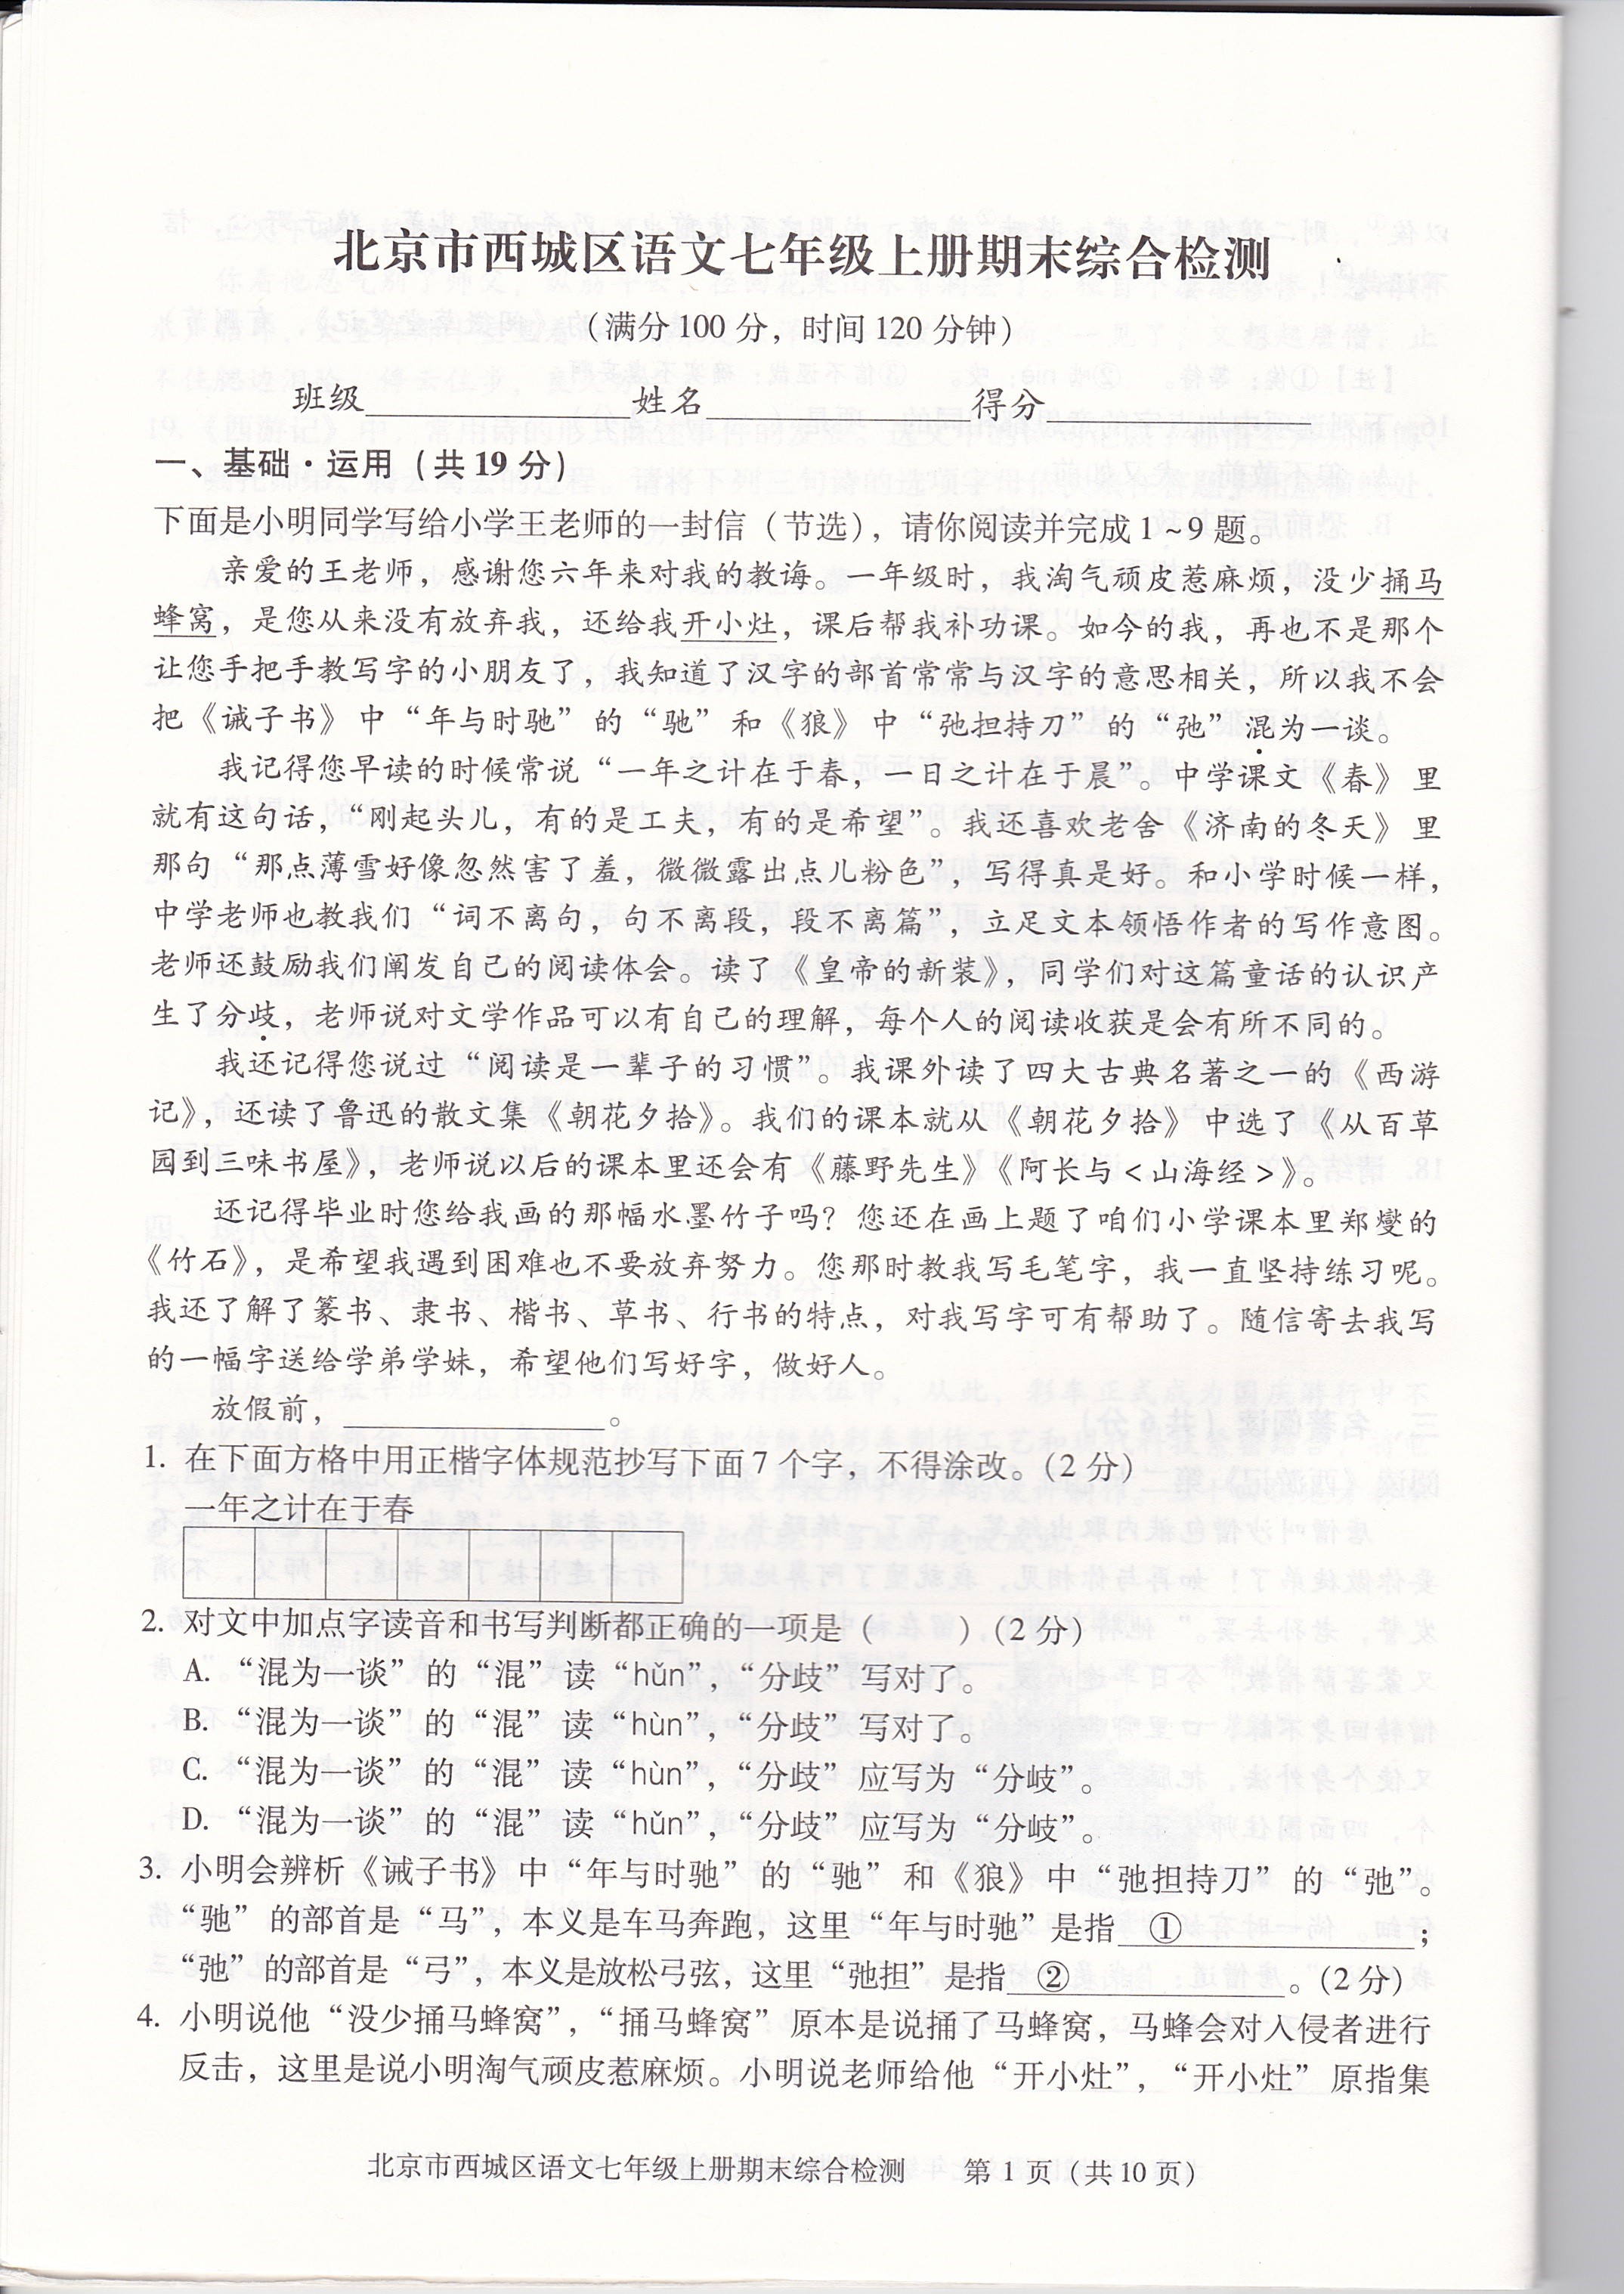 北京市西城区语文七年级上册期末综合检测
（满分 100 分，时间 120 分钟）
班级________姓名________得分________
一、基础·运用（共 19 分）
下面是小明同学写给小学王老师的一封信（节选），请你阅读并完成 1～9 题。
亲爱的王老师，感谢您六年来对我的教诲。一年级时，我淘气顽皮惹麻烦，没少捅马
蜂窝，是您从来没有放弃我，还给我开小灶，课后帮我补功课。如今的我，再也不是那个
让您手把手教写字的小朋友了，我知道了汉字的部首常常与汉字的意思相关，所以我不会
把《诫子书》中“年与时驰”的“驰”和《狼》中“弛担持刀”的“弛”混为一谈。
我记得您早读的时候常说“一年之计在于春，一日之计在于晨”。中学课文《春》里
就有这句话，“刚起头儿，有的是工夫，有的是希望”。我还喜欢老舍《济南的冬天》里
那句“那点薄雪好像忽然害了羞，微微露出点儿粉色”，写得真是好。和小学时候一样，
中学老师也教我们“词不离句，句不离段，段不离篇”，立足文本领悟作者的写作意图。
老师还鼓励我们阐发自己的阅读体会。读了《皇帝的新装》，同学们对这篇童话的认识产
生了分歧，老师说对文学作品可以有自己的理解，每个人的阅读收获是会有所不同的。
我还记得您说过“阅读是一辈子的习惯”。我课外读了四大古典名著之一的《西游
记》，还读了鲁迅的散文集《朝花夕拾》。我们的课本就从《朝花夕拾》中选了《从百草
园到三味书屋》，老师说以后的课本里还会有《藤野先生》《阿长与＜山海经＞》。
还记得毕业时您给我画的那幅水墨竹子吗？您还在画上题了咱们小学课本里郑燮的
《竹石》，是希望我遇到困难也不要放弃努力。您那时教我写毛笔字，我一直坚持练习呢。
我还了解了篆书、隶书、楷书、草书、行书的特点，对我写字可有帮助了。随信寄去我写
的一幅字送给学弟学妹，希望他们写好字，做好人。
放假前，________。
1. 在下面方格中用正楷字体规范抄写下面 7 个字，不得涂改。（2 分）
一年之计在于春
2. 对文中加点字读音和书写判断都正确的一项是（　　）（2 分）
A. “混为一谈”的“混”读“hǔn”，“分歧”写对了。
B. “混为一谈”的“混”读“hùn”，“分歧”写对了。
C. “混为一谈”的“混”读“hùn”，“分歧”应写为“分岐”。
D. “混为一谈”的“混”读“hǔn”，“分歧”应写为“分岐”。
3. 小明会辨析《诫子书》中“年与时驰”的“驰”和《狼》中“弛担持刀”的“弛”。
“驰”的部首是“马”，本义是车马奔跑，这里“年与时驰”是指 ① ________；
“弛”的部首是“弓”，本义是放松弓弦，这里“弛担”是指 ② ________。（2 分）
4. 小明说他“没少捅马蜂窝”，“捅马蜂窝”原本是说捅了马蜂窝，马蜂会对入侵者进行
反击，这里是说小明淘气顽皮惹麻烦。小明说老师给他“开小灶”，“开小灶”原指集
北京市西城区语文七年级上册期末综合检测　第 1 页（共 10 页）